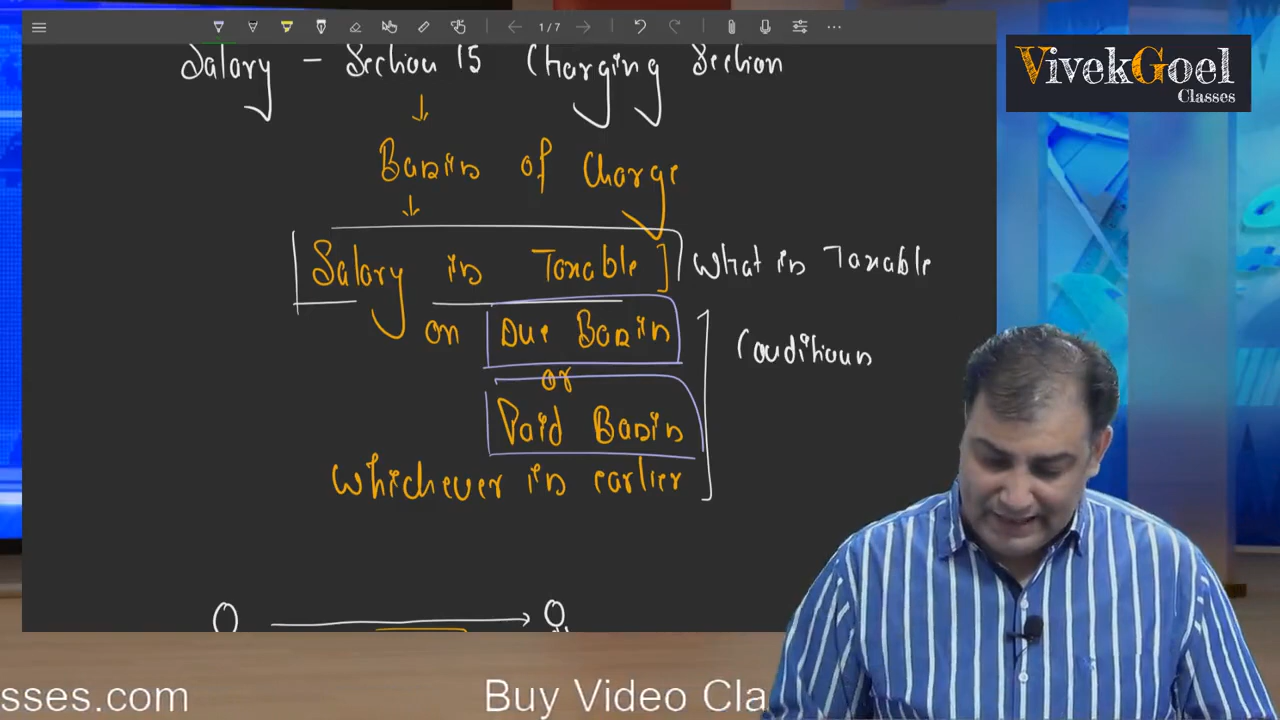 1/7
Salary - Section 15 Charging Section
VivekGoel
Classes
Basis of Charge
Salary is Taxable
What is Taxable
on Due Basis
Conditions
or
Paid Basis
Whichever is earlier
sses.com
Buy Video Cla